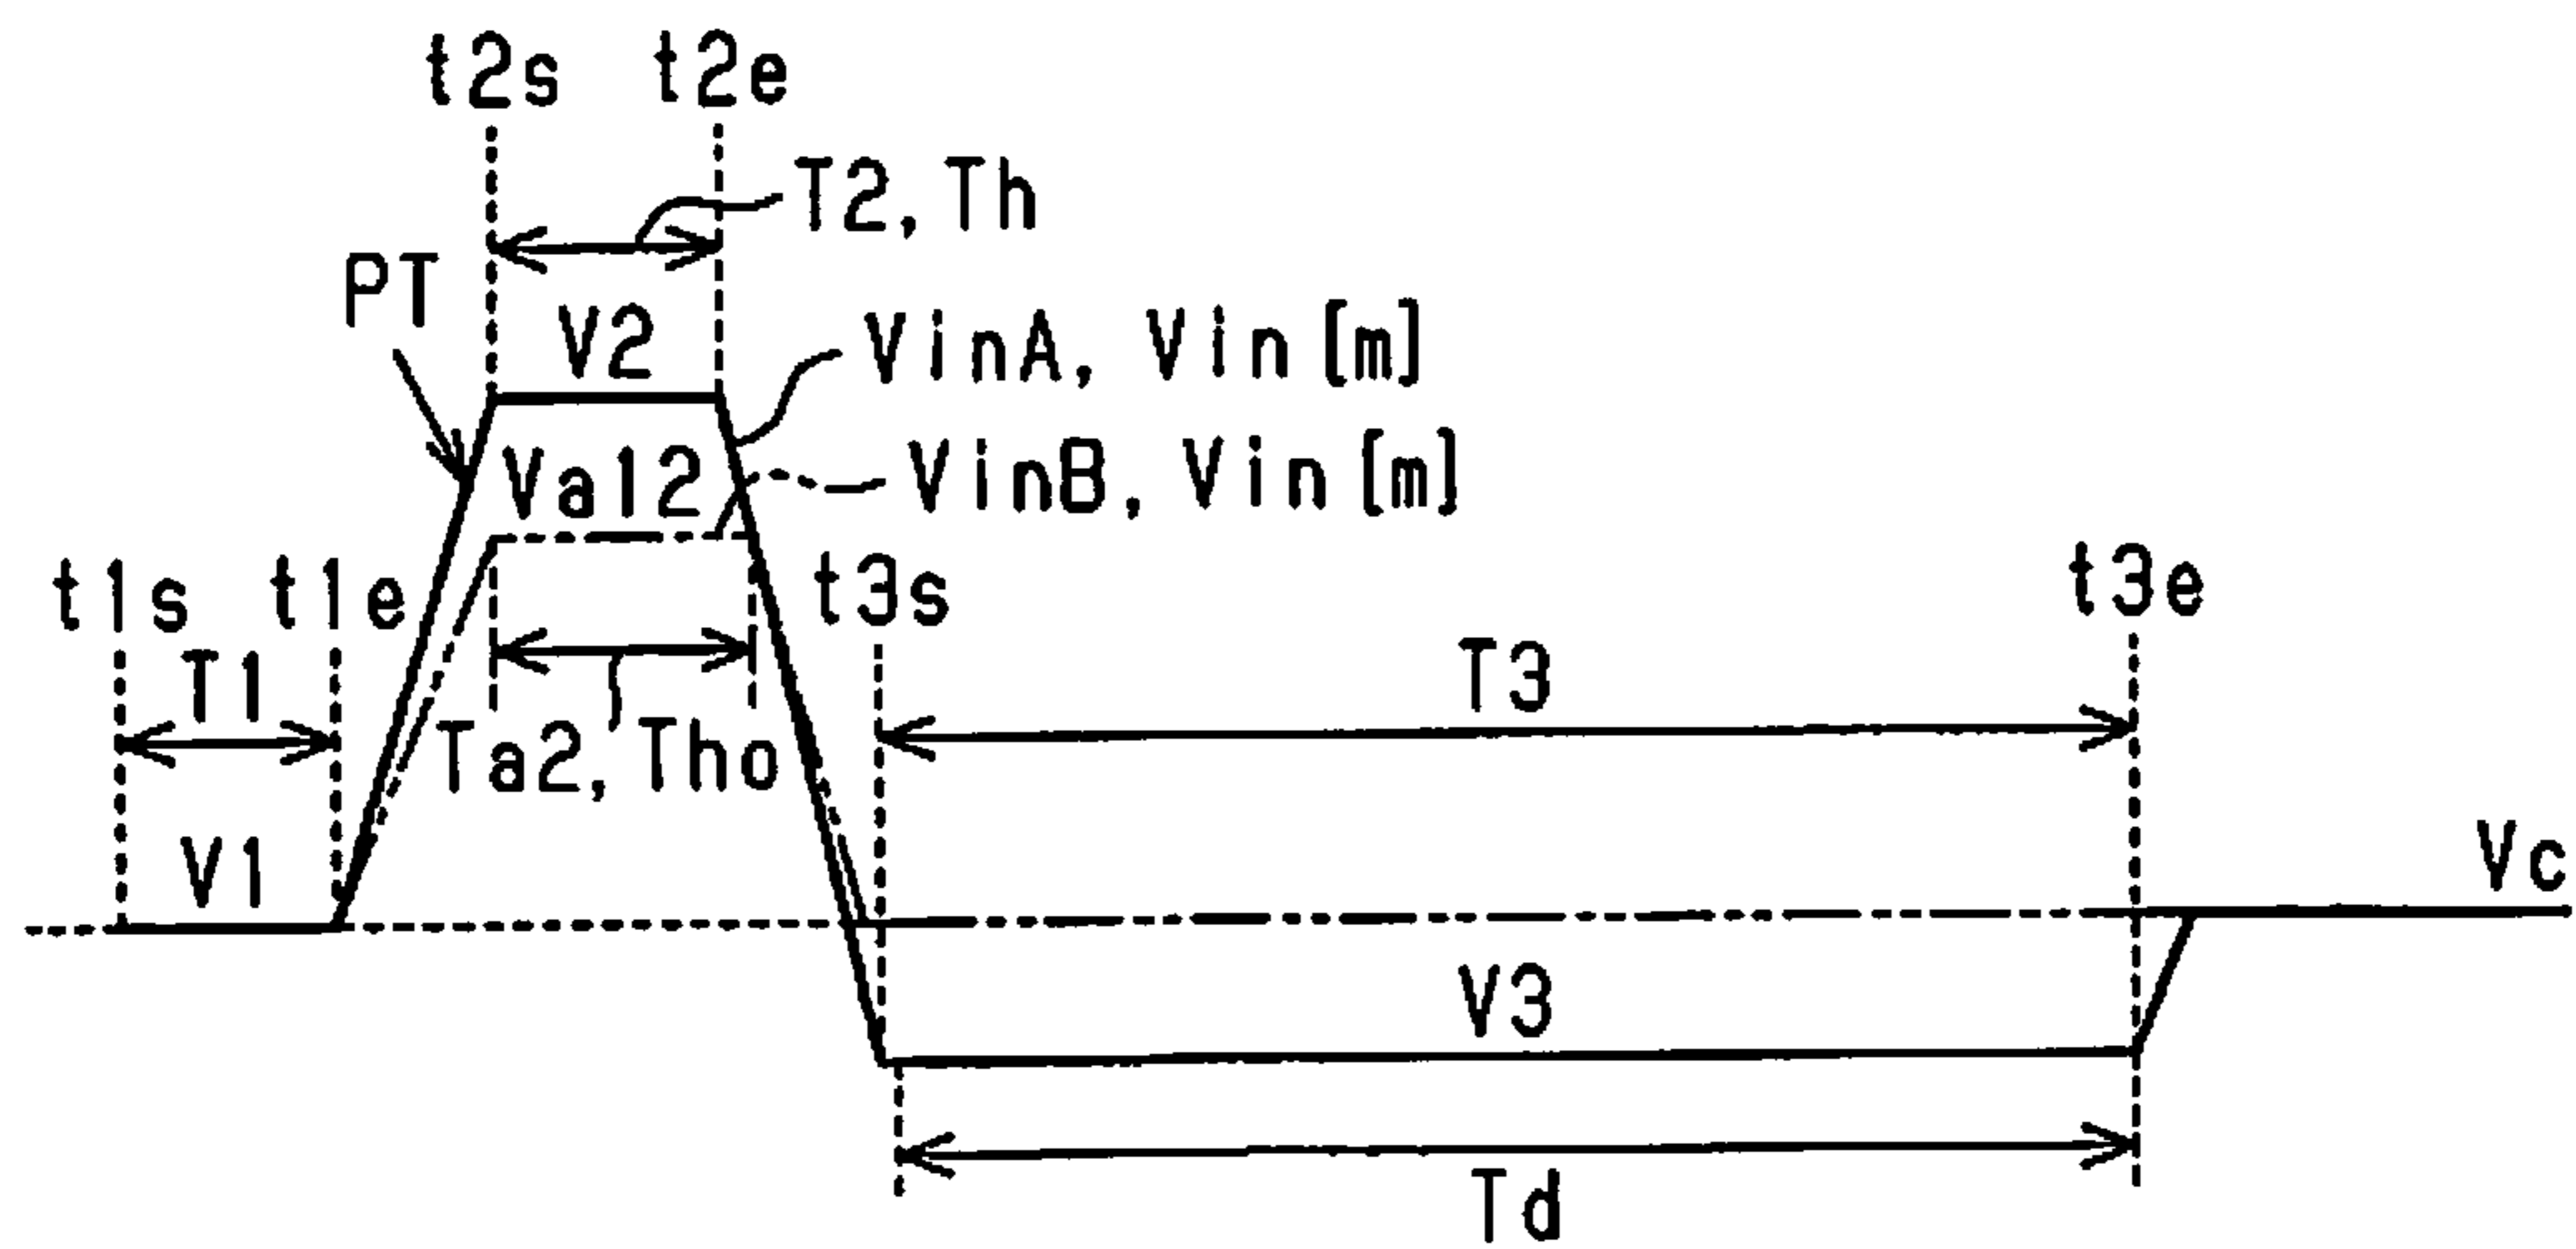 t2s t2e
T2, Th
PT
V2
VinA, Vin[m]
Va12
VinB, Vin[m]
t1s t1e
t3s
t3e
T1
T3
Ta2, Tho
V1
Vc
V3
Td